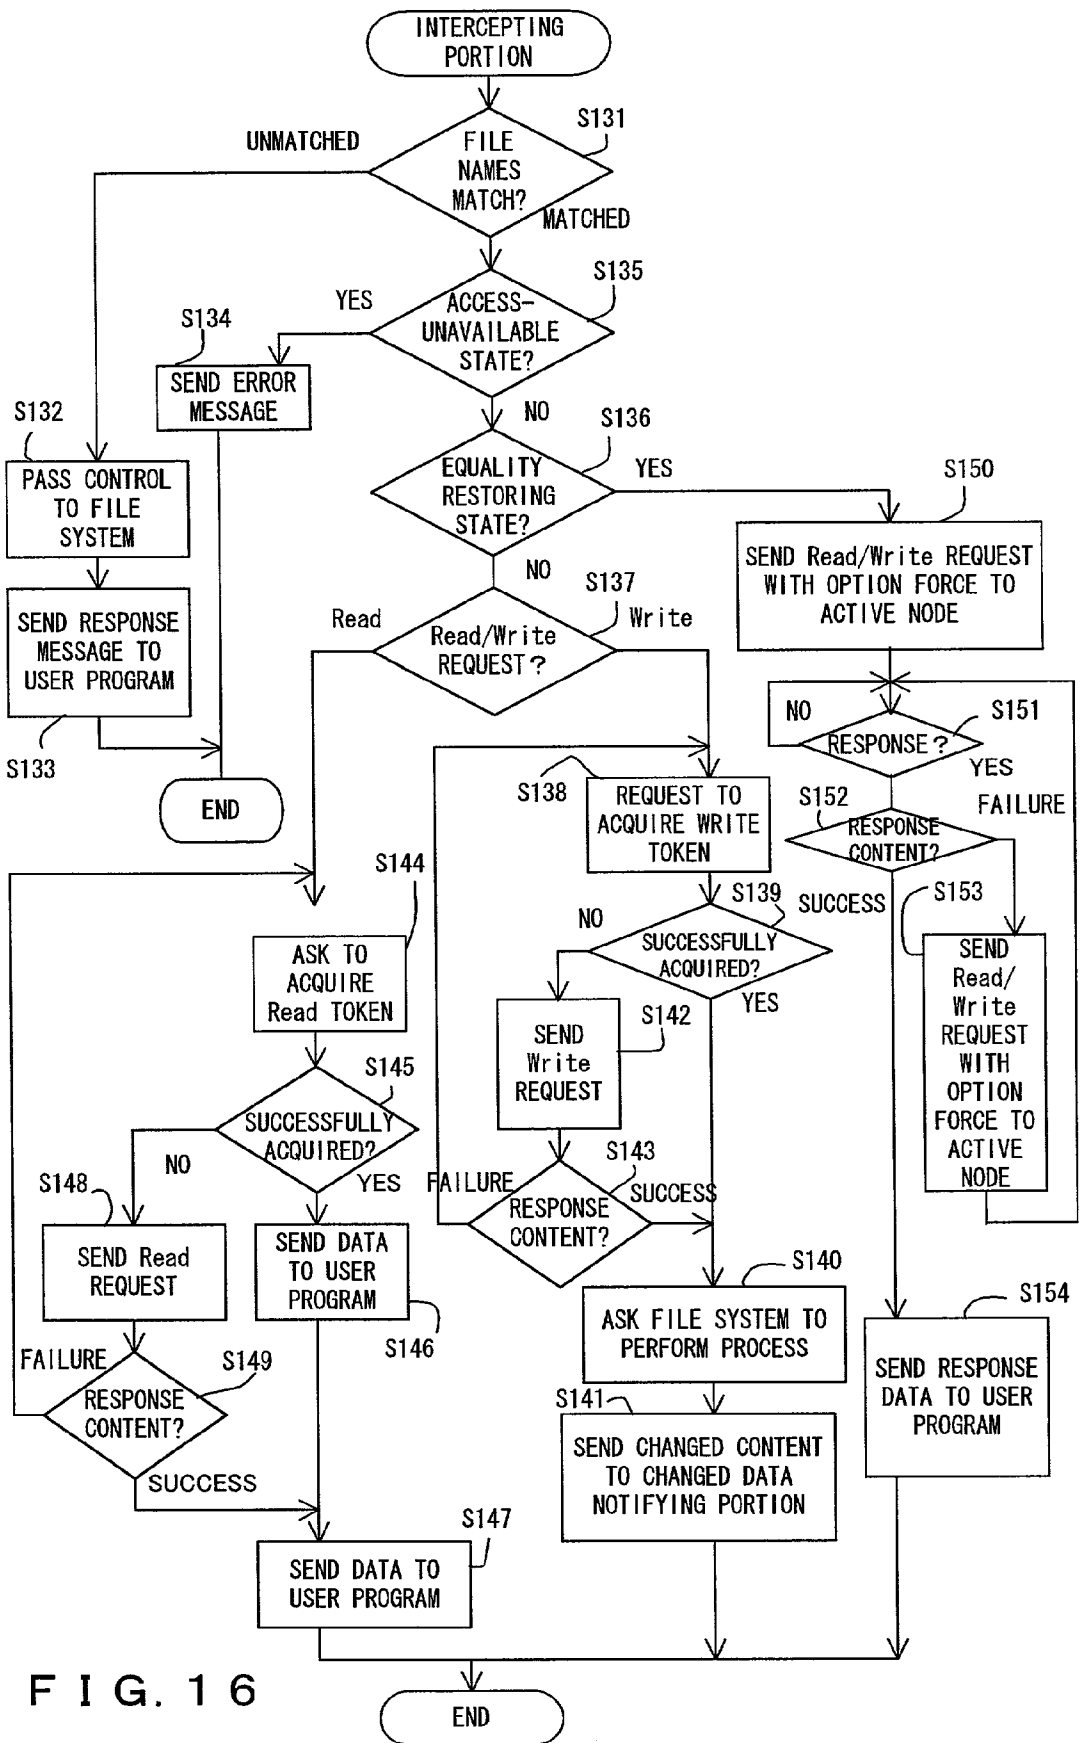 INTERCEPTING
PORTION
S131
UNMATCHED
FILE
NAMES
MATCH?
MATCHED
S135
YES
ACCESS-
UNAVAILABLE
STATE?
S134
SEND ERROR
MESSAGE
NO
S132
PASS CONTROL
TO FILE
SYSTEM
S136
EQUALITY
RESTORING
STATE?
YES
S150
SEND Read/Write REQUEST
WITH OPTION FORCE TO
ACTIVE NODE
NO
S137
Read
Read/Write
REQUEST?
Write
SEND RESPONSE
MESSAGE TO
USER PROGRAM
S133
END
NO
S151
RESPONSE?
YES
S138
REQUEST TO
ACQUIRE WRITE
TOKEN
S152
RESPONSE
CONTENT?
FAILURE
S144
ASK TO
ACQUIRE
Read TOKEN
S139
NO
SUCCESSFULLY
ACQUIRED?
YES
SUCCESS
S153
SEND
Read/
Write
REQUEST
WITH
OPTION
FORCE TO
ACTIVE
NODE
S142
SEND
Write
REQUEST
S145
SUCCESSFULLY
ACQUIRED?
NO
YES
S143
FAILURE
RESPONSE
CONTENT?
SUCCESS
S148
SEND Read
REQUEST
SEND DATA
TO USER
PROGRAM
S146
S140
ASK FILE SYSTEM TO
PERFORM PROCESS
S154
SEND RESPONSE
DATA TO USER
PROGRAM
FAILURE
S149
RESPONSE
CONTENT?
SUCCESS
S141
SEND CHANGED CONTENT
TO CHANGED DATA
NOTIFYING PORTION
S147
SEND DATA TO
USER PROGRAM
END
FIG. 16